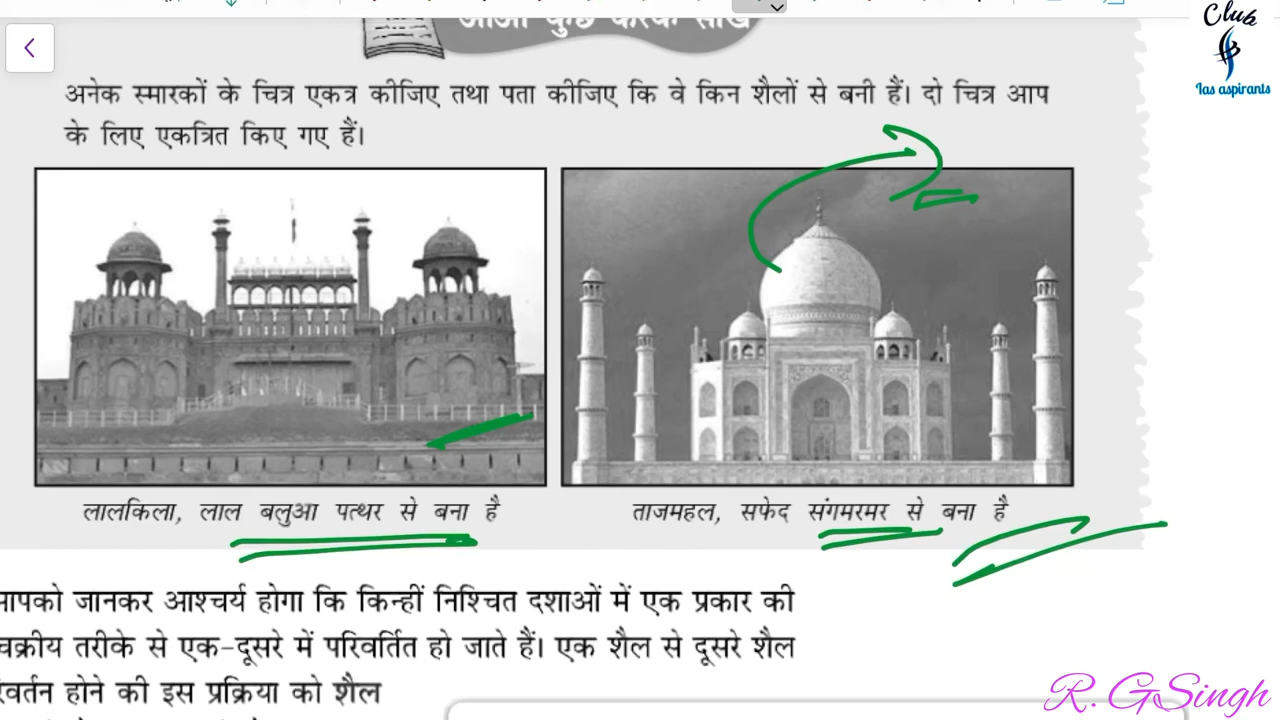 आओ कुछ करके सीखें
Club
Ias aspirants
अनेक स्मारकों के चित्र एकत्र कीजिए तथा पता कीजिए कि वे किन शैलों से बनी हैं। दो चित्र आप
के लिए एकत्रित किए गए हैं।
लालकिला, लाल बलुआ पत्थर से बना है
ताजमहल, सफेद संगमरमर से बना है
आपको जानकर आश्चर्य होगा कि किन्हीं निश्चित दशाओं में एक प्रकार की
चक्रीय तरीके से एक-दूसरे में परिवर्तित हो जाते हैं। एक शैल से दूसरे शैल
होने की इस प्रक्रिया को शैल
R. G Singh